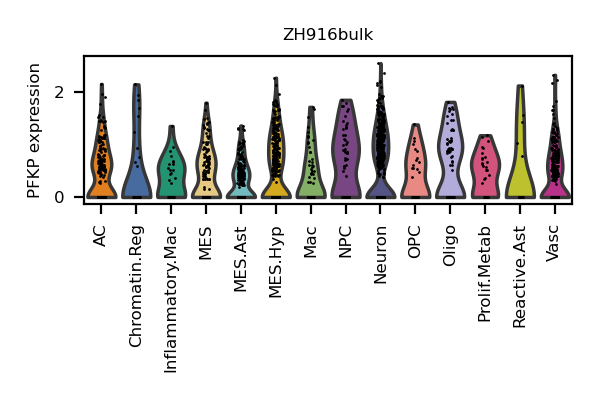 ZH916bulk
PFKP expression
2
0
AC
Chromatin.Reg
Inflammatory.Mac
MES
MES.Ast
MES.Hyp
Mac
NPC
Neuron
OPC
Oligo
Prolif.Metab
Reactive.Ast
Vasc